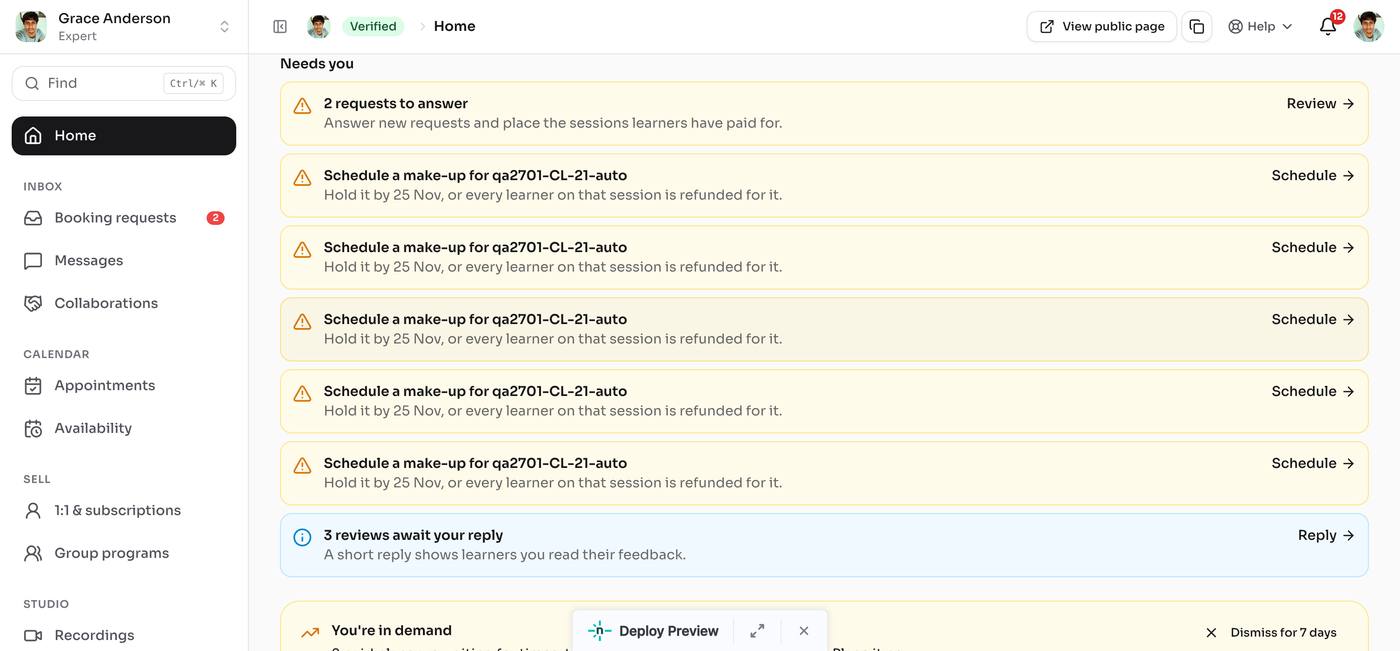 Grace Anderson
Expert
Verified
Home
View public page
Help
12
Find
Ctrl/⌘ K
Home
INBOX
Booking requests
2
Messages
Collaborations
CALENDAR
Appointments
Availability
SELL
1:1 & subscriptions
Group programs
STUDIO
Recordings
Needs you
2 requests to answer
Review →
Answer new requests and place the sessions learners have paid for.
Schedule a make-up for qa2701-CL-21-auto
Schedule →
Hold it by 25 Nov, or every learner on that session is refunded for it.
Schedule a make-up for qa2701-CL-21-auto
Schedule →
Hold it by 25 Nov, or every learner on that session is refunded for it.
Schedule a make-up for qa2701-CL-21-auto
Schedule →
Hold it by 25 Nov, or every learner on that session is refunded for it.
Schedule a make-up for qa2701-CL-21-auto
Schedule →
Hold it by 25 Nov, or every learner on that session is refunded for it.
Schedule a make-up for qa2701-CL-21-auto
Schedule →
Hold it by 25 Nov, or every learner on that session is refunded for it.
3 reviews await your reply
Reply →
A short reply shows learners you read their feedback.
You're in demand
Dismiss for 7 days
Deploy Preview